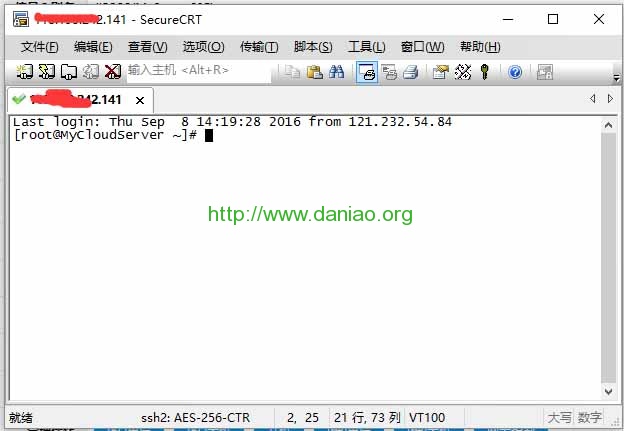 242.141 - SecureCRT
文件(F) 编辑(E) 查看(V) 选项(O) 传输(T) 脚本(S) 工具(L) 窗口(W) 帮助(H)
输入主机 <Alt+R>
242.141
Last login: Thu Sep  8 14:19:28 2016 from 121.232.54.84
[root@MyCloudServer ~]#
http://www.daniao.org
就绪 ssh2: AES-256-CTR 2, 25 21 行, 73 列 VT100 大写 数字